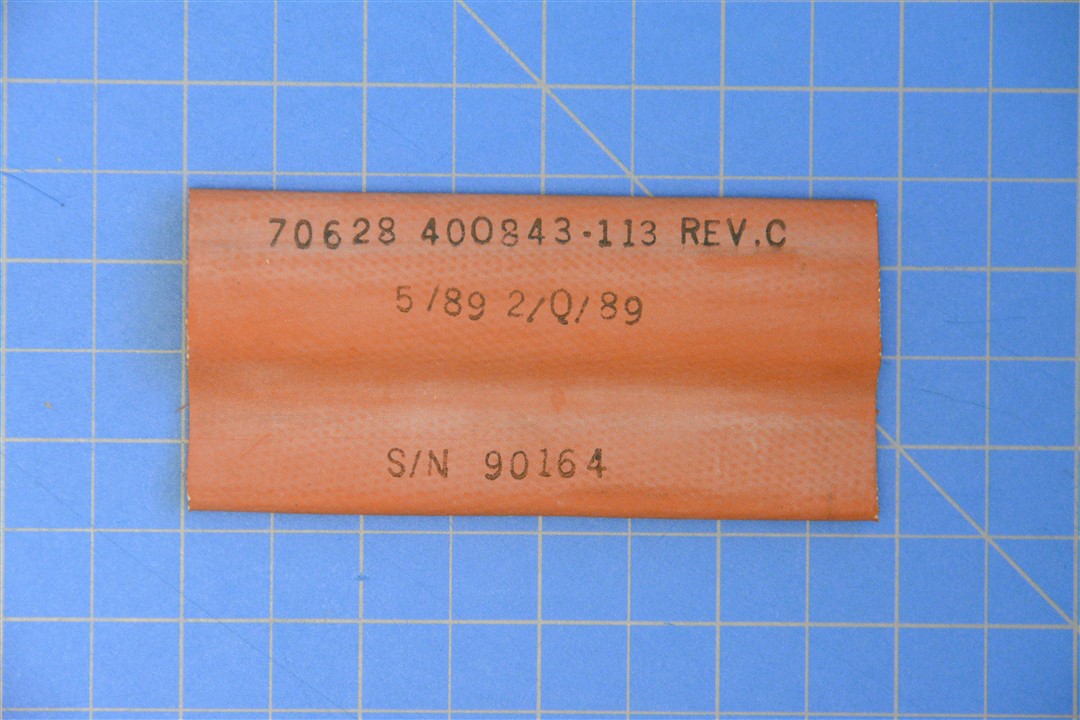 70628 400843-113 REV.C
5/89 2/Q/89
S/N 90164